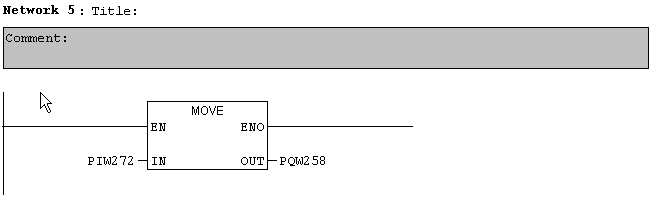 Network 5 : Title:
Comment:
MOVE
EN ENO
PIW272 IN OUT PQW258